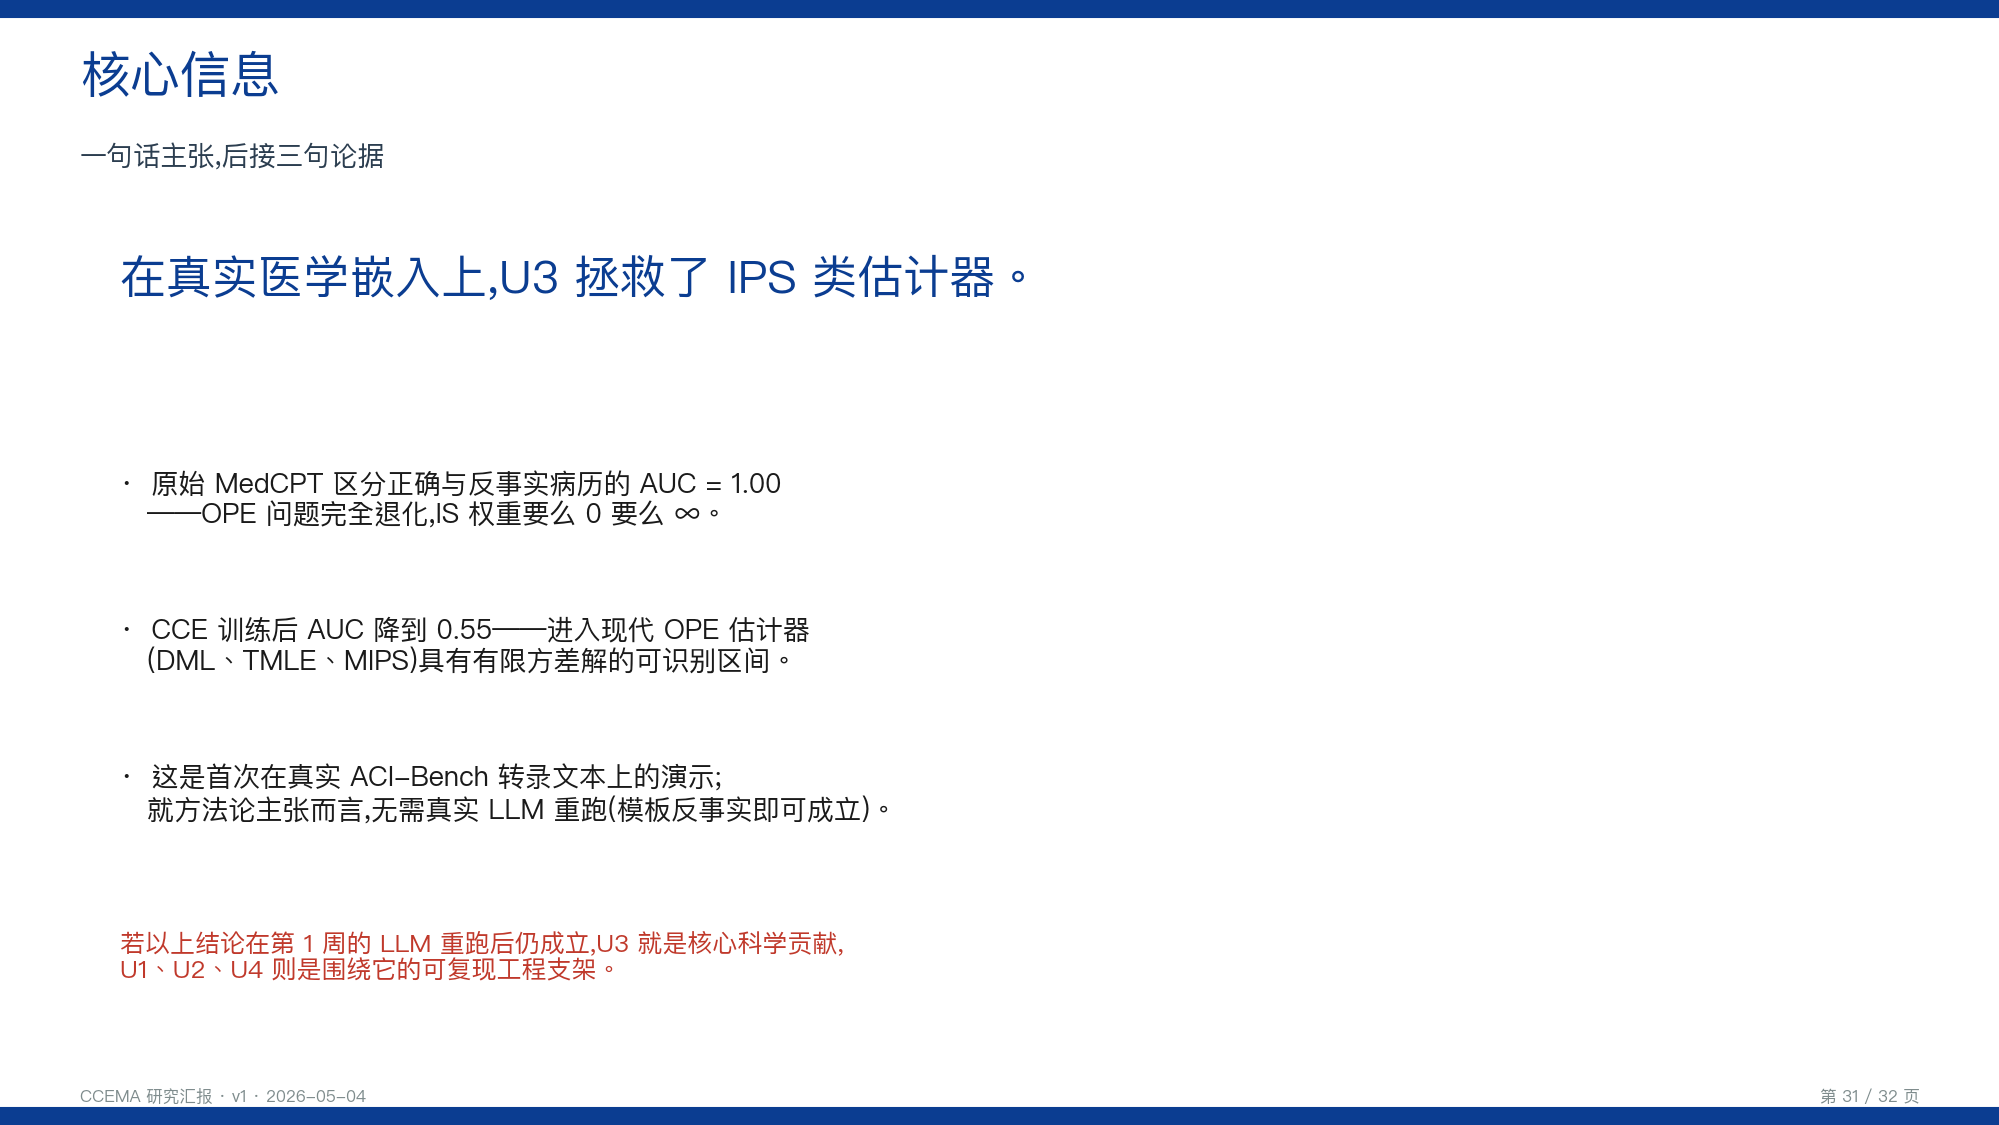 核心信息
一句话主张,后接三句论据
在真实医学嵌入上,U3 拯救了 IPS 类估计器。
· 原始 MedCPT 区分正确与反事实病历的 AUC = 1.00
——OPE 问题完全退化,IS 权重要么 0 要么 ∞。
· CCE 训练后 AUC 降到 0.55——进入现代 OPE 估计器
(DML、TMLE、MIPS)具有有限方差解的可识别区间。
· 这是首次在真实 ACI-Bench 转录文本上的演示;
就方法论主张而言,无需真实 LLM 重跑(模板反事实即可成立)。
若以上结论在第 1 周的 LLM 重跑后仍成立,U3 就是核心科学贡献,
U1、U2、U4 则是围绕它的可复现工程支架。
CCEMA 研究汇报 · v1 · 2026-05-04
第 31 / 32 页